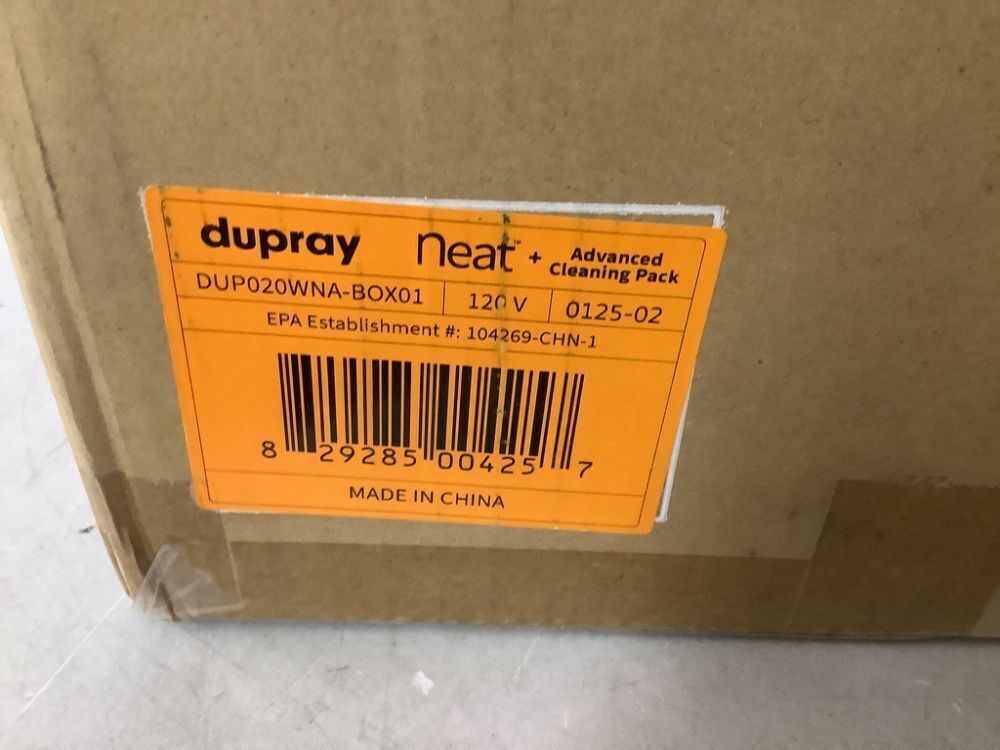 dupray neat™ + Advanced Cleaning Pack
DUP020WNA-BOX01 120 V 0125-02
EPA Establishment #: 104269-CHN-1
8 29285 00425 7
MADE IN CHINA